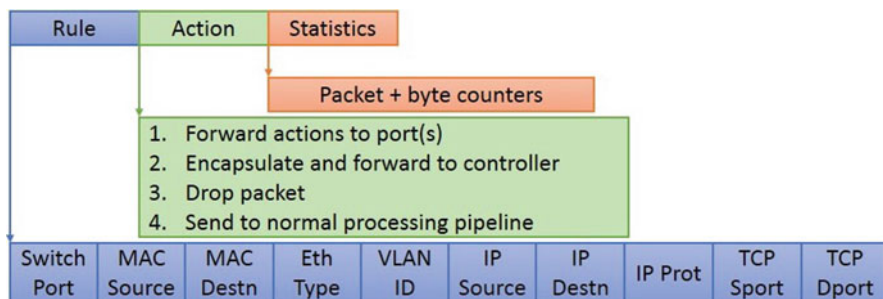 Rule Action Statistics
Packet + byte counters
1. Forward actions to port(s)
2. Encapsulate and forward to controller
3. Drop packet
4. Send to normal processing pipeline
Switch MAC MAC Eth VLAN IP IP IP Prot TCP TCP
Port Source Destn Type ID Source Destn Sport Dport